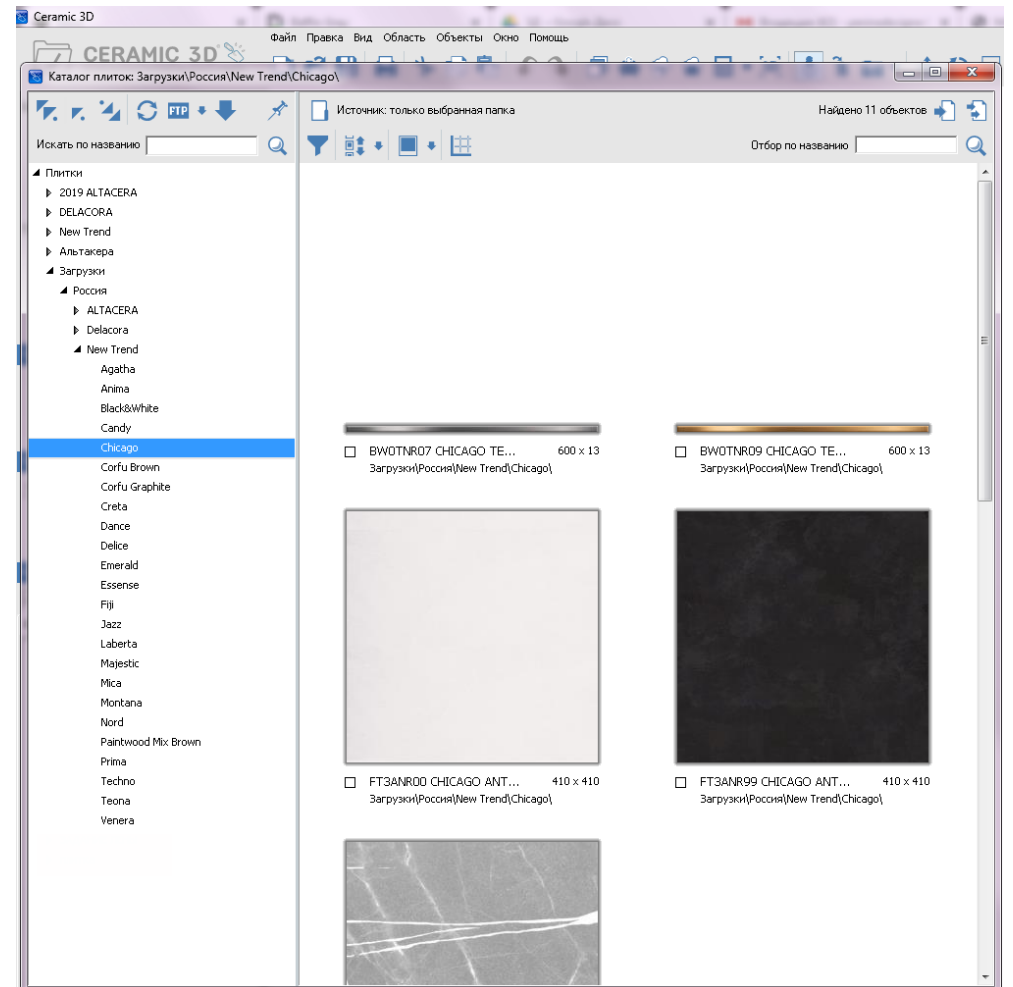 Ceramic 3D
Файл Правка Вид Область Объекты Окно Помощь
CERAMIC 3D
Каталог плиток: Загрузки\Россия\New Trend\Chicago\
FTP
Источник: только выбранная папка
Найдено 11 объектов
Искать по названию
Отбор по названию
Плитки
2019 ALTACERA
DELACORA
New Trend
Альтакера
Загрузки
Россия
ALTACERA
Delacora
New Trend
Agatha
Anima
Black&White
Candy
Chicago
Corfu Brown
Corfu Graphite
Creta
Dance
Delice
Emerald
Essense
Fiji
Jazz
Laberta
Majestic
Mica
Montana
Nord
Paintwood Mix Brown
Prima
Techno
Teona
Venera
BW0TNR07 CHICAGO TE... 600 x 13
Загрузки\Россия\New Trend\Chicago\
BW0TNR09 CHICAGO TE... 600 x 13
Загрузки\Россия\New Trend\Chicago\
FT3ANR00 CHICAGO ANT... 410 x 410
Загрузки\Россия\New Trend\Chicago\
FT3ANR99 CHICAGO ANT... 410 x 410
Загрузки\Россия\New Trend\Chicago\